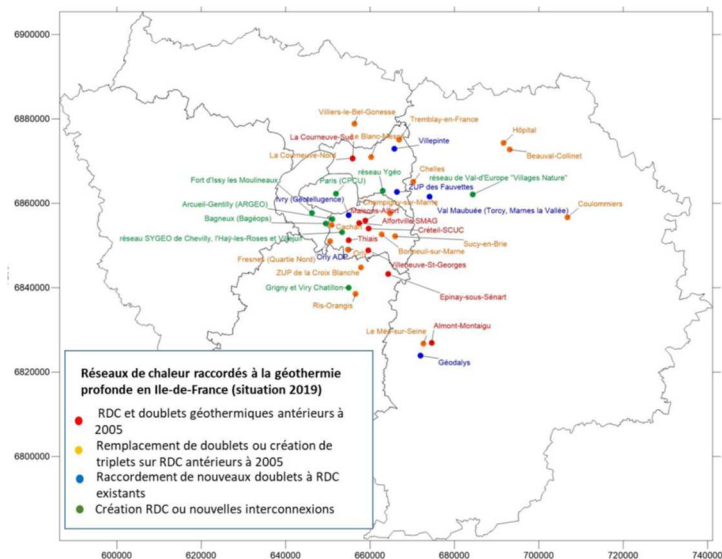 6900000
6880000
6860000
6840000
6820000
6800000
600000
620000
640000
660000
680000
700000
720000
Villiers-le-Bel-Gonesse
Tremblay-en-France
La Courneuve-Sud
Le Blanc-Mesnil
Villepinte
Hôpital
La Courneuve-Nord
Beauval-Collinet
Chelles
réseau Ygéo
réseau de Val-d'Europe "Villages Nature"
Fort d'Issy les Moulineaux
Paris (CPCU)
ZUP des Fauvettes
Ivry (Géotellugence)
Champigny-sur-Marne
Val Maubuée (Torcy, Marnes la Vallée)
Coulommiers
Arcueil-Gentilly (ARGEO)
Maisons-Alfort
Bagneux (Bagéops)
Cachan
Alfortville-SMAG
Créteil-SCUC
réseau SYGEO de Chevilly, l'Haÿ-les-Roses et Villejuif
Thiais
Sucy-en-Brie
Bonneuil-sur-Marne
Fresnes (Quartie Nord)
Orly ADP
Villeneuve-St-Georges
ZUP de la Croix Blanche
Grigny et Viry Chatillon
Epinay-sous-Sénart
Ris-Orangis
Le Mée-sur-Seine
Almont-Montaigu
Géodalys
Réseaux de chaleur raccordés à la géothermie
profonde en Ile-de-France (situation 2019)
RDC et doublets géothermiques antérieurs à
2005
Remplacement de doublets ou création de
triplets sur RDC antérieurs à 2005
Raccordement de nouveaux doublets à RDC
existants
Création RDC ou nouvelles interconnexions